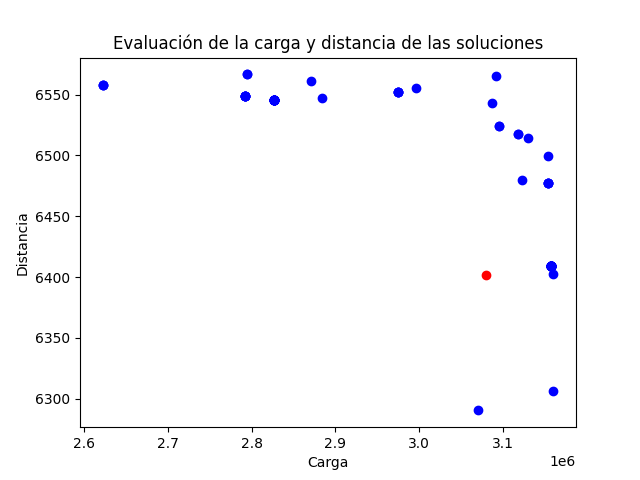 Evaluación de la carga y distancia de las soluciones
6550
6500
6450
6400
6350
6300
Distancia
2.6 2.7 2.8 2.9 3.0 3.1
1e6
Carga